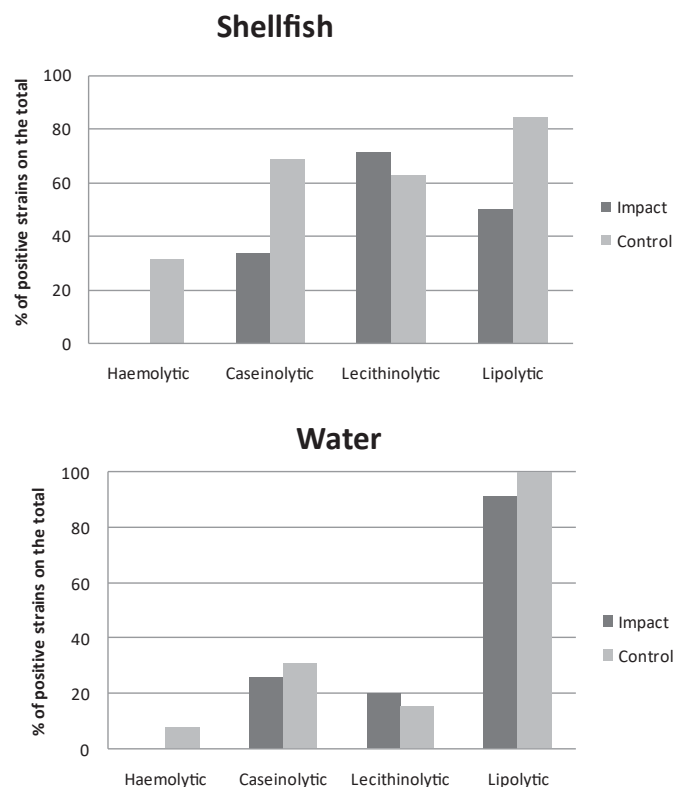 Shellfish
% of positive strains on the total
100
80
60
40
20
0
Haemolytic Caseinolytic Lecithinolytic Lipolytic
Impact
Control
Water
% of positive strains on the total
100
80
60
40
20
0
Haemolytic Caseinolytic Lecithinolytic Lipolytic
Impact
Control